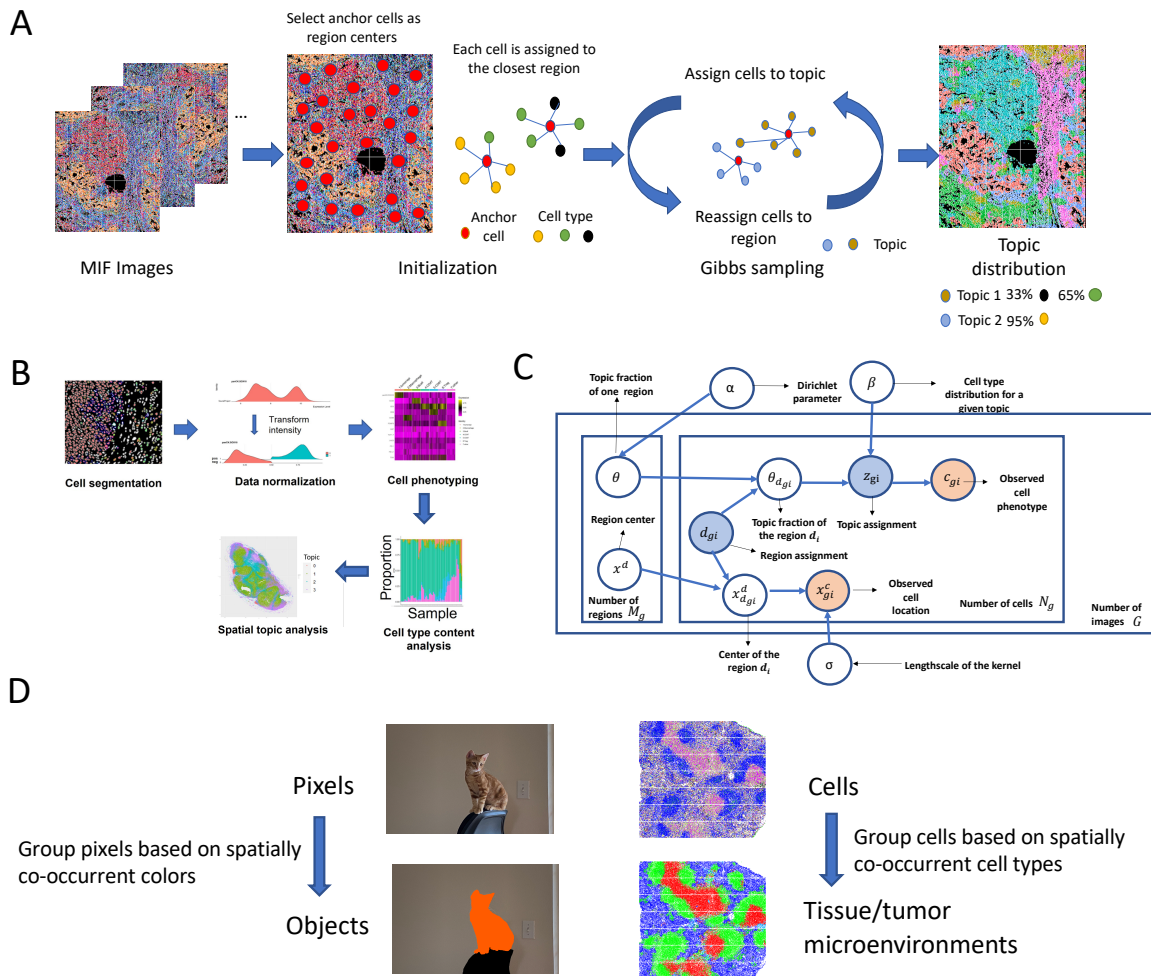 A
Select anchor cells as
region centers
Each cell is assigned to
the closest region
...
Assign cells to topic
Reassign cells to
region
Anchor
cell
Cell type
Topic
MIF Images
Initialization
Gibbs sampling
Topic
distribution
Topic 1 33% 65%
Topic 2 95%
B
Transform
intensity
Cell segmentation
Data normalization
Cell phenotyping
Topic
0
1
2
3
Proportion
Sample
Spatial topic analysis
Cell type content
analysis
C
Topic fraction
of one region
α
Dirichlet
parameter
β
Cell type
distribution for a
given topic
θ
θ_{d_{gi}}
z_{gi}
c_{gi}
Observed
cell
phenotype
Region center
Topic fraction of
the region d_i
Topic assignment
d_{gi}
Region assignment
x^d
x^d_{d_{gi}}
x^c_{gi}
Observed
cell
location
Number of
regions M_g
Number of cells N_g
Number of
images G
Center of the
region d_i
σ
Lengthscale of the kernel
D
Pixels
Group pixels based on spatially
co-occurrent colors
Objects
Cells
Group cells based on spatially
co-occurrent cell types
Tissue/tumor
microenvironments